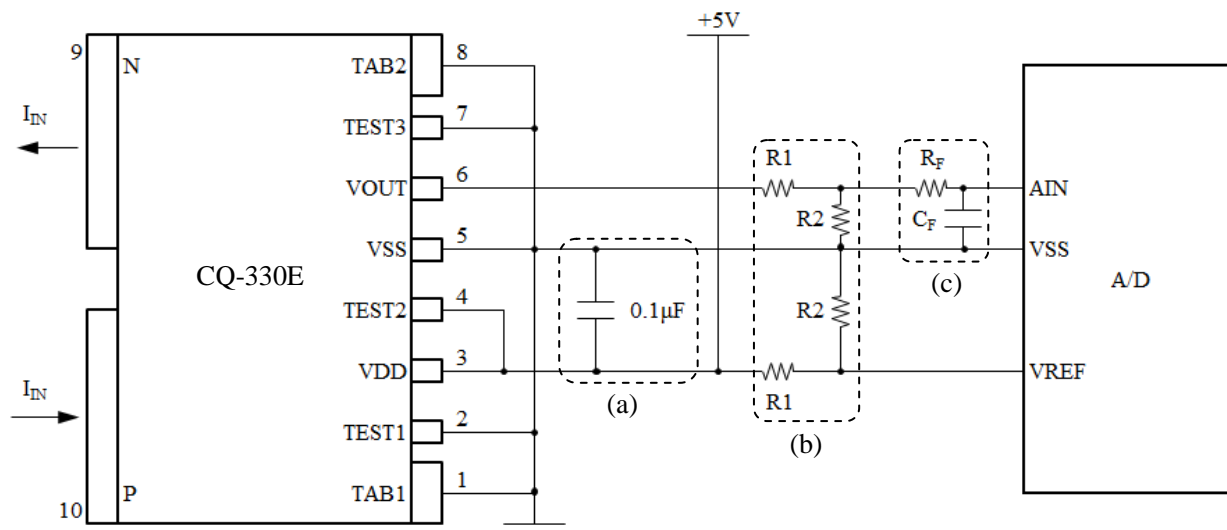 +5V
9
N
TAB2
8
I_IN
TEST3
7
R1
R_F
VOUT
6
AIN
R2
C_F
VSS
5
VSS
CQ-330E
(c)
A/D
TEST2
4
0.1μF
R2
VDD
3
VREF
I_IN
(a)
R1
TEST1
2
(b)
P
TAB1
1
10